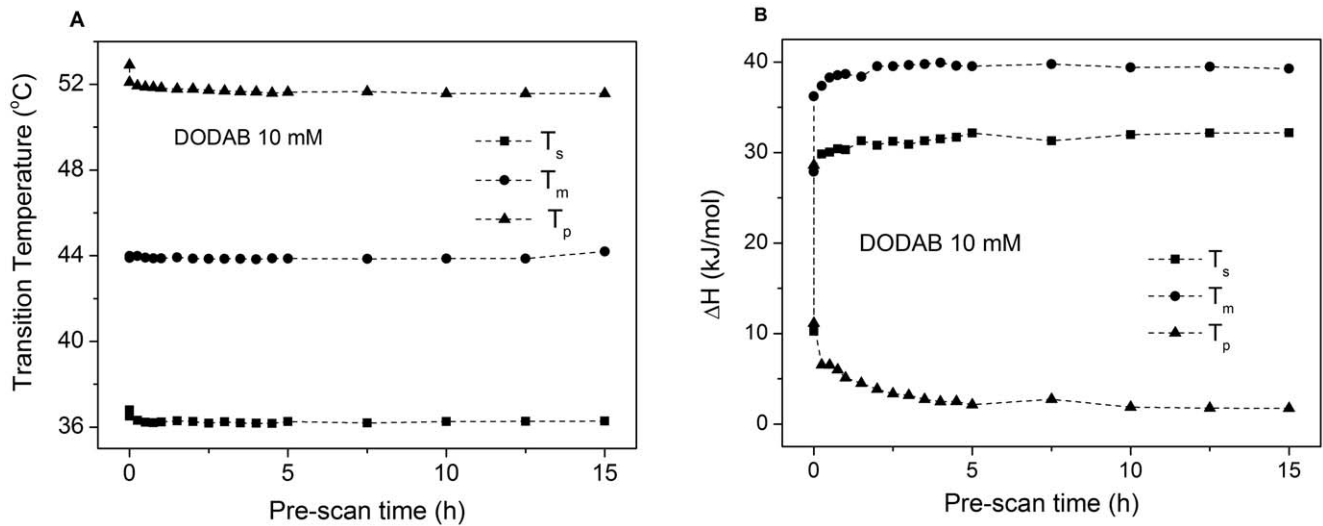 A
Transition Temperature (°C)
52
48
44
40
36
DODAB 10 mM
Ts
Tm
Tp
0
5
10
15
Pre-scan time (h)
B
ΔH (kJ/mol)
40
30
20
10
0
DODAB 10 mM
Ts
Tm
Tp
0
5
10
15
Pre-scan time (h)